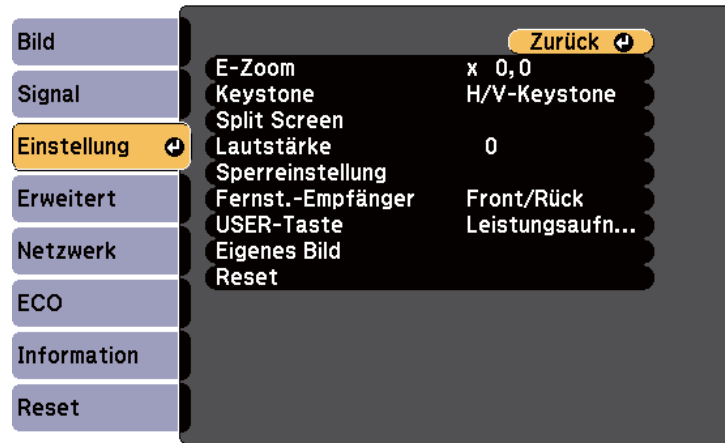 Bild
Signal
Einstellung
Erweitert
Netzwerk
ECO
Information
Reset
Zurück
E-Zoom x 0,0
Keystone H/V-Keystone
Split Screen
Lautstärke 0
Sperreinstellung
Fernst.-Empfänger Front/Rück
USER-Taste Leistungsaufn...
Eigenes Bild
Reset